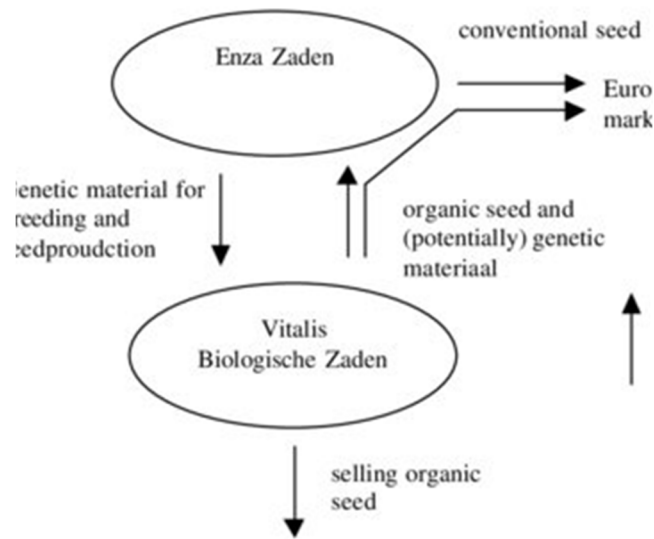 conventional seed
Enza Zaden
Euro
mark
enetic material for
reeding and
eedproudction
organic seed and
(potentially) genetic
materiaal
Vitalis
Biologische Zaden
selling organic
seed